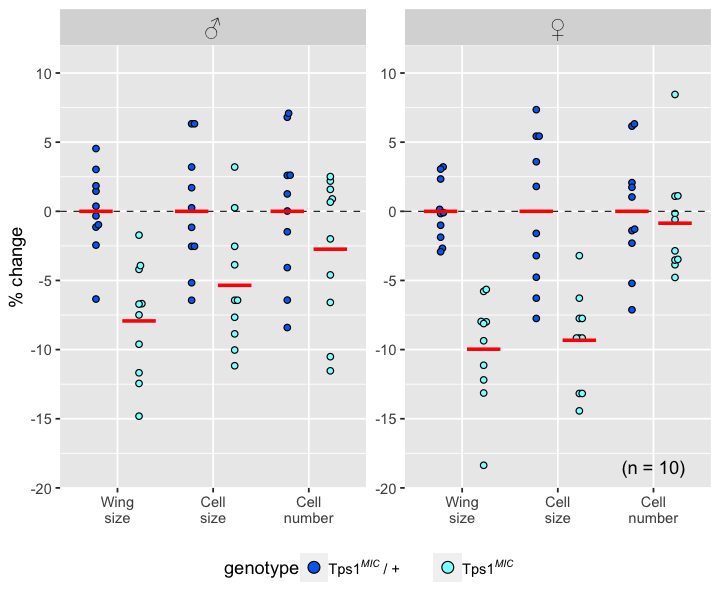 ♂ ♀
% change
10 10
5 5
0 0
-5 -5
-10 -10
-15 -15
-20 -20
(n = 10)
Wing Cell Cell Wing Cell Cell
size size number size size number
genotype Tps1MIC / + Tps1MIC